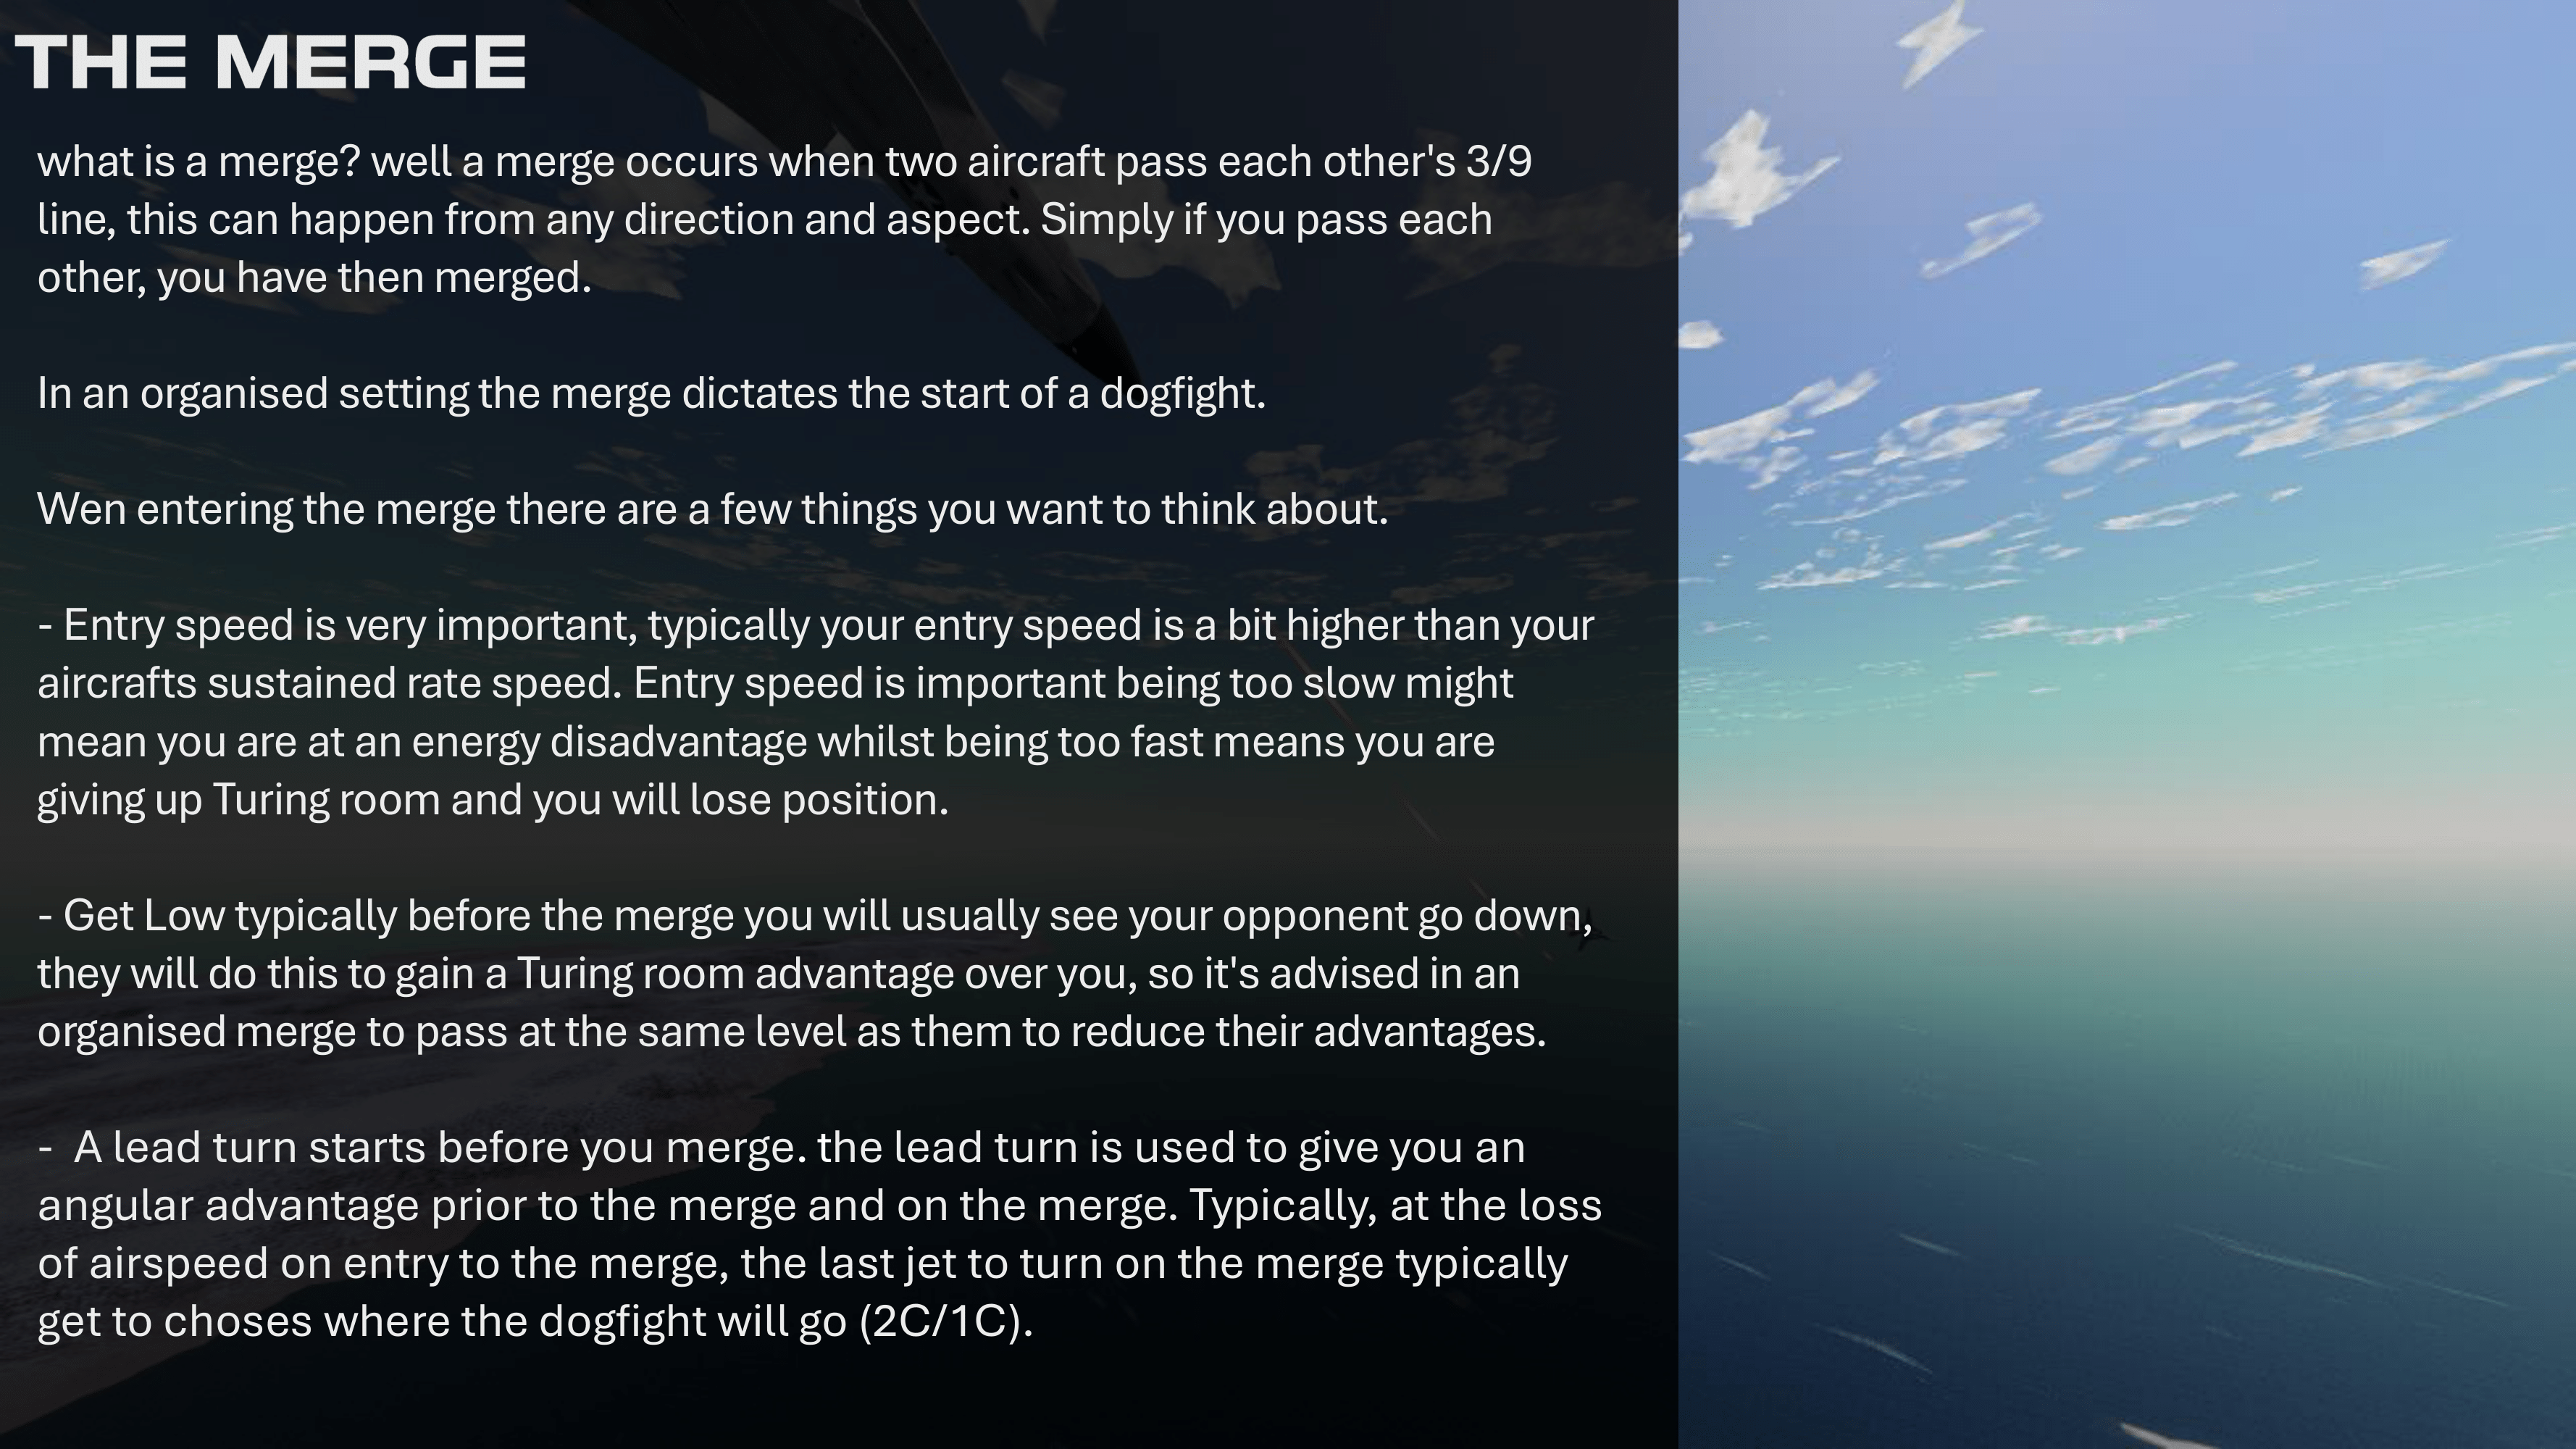 THE MERGE
what is a merge? well a merge occurs when two aircraft pass each other's 3/9
line, this can happen from any direction and aspect. Simply if you pass each
other, you have then merged.
In an organised setting the merge dictates the start of a dogfight.
Wen entering the merge there are a few things you want to think about.
- Entry speed is very important, typically your entry speed is a bit higher than your
aircrafts sustained rate speed. Entry speed is important being too slow might
mean you are at an energy disadvantage whilst being too fast means you are
giving up Turing room and you will lose position.
- Get Low typically before the merge you will usually see your opponent go down,
they will do this to gain a Turing room advantage over you, so it's advised in an
organised merge to pass at the same level as them to reduce their advantages.
- A lead turn starts before you merge. the lead turn is used to give you an
angular advantage prior to the merge and on the merge. Typically, at the loss
of airspeed on entry to the merge, the last jet to turn on the merge typically
get to choses where the dogfight will go (2C/1C).